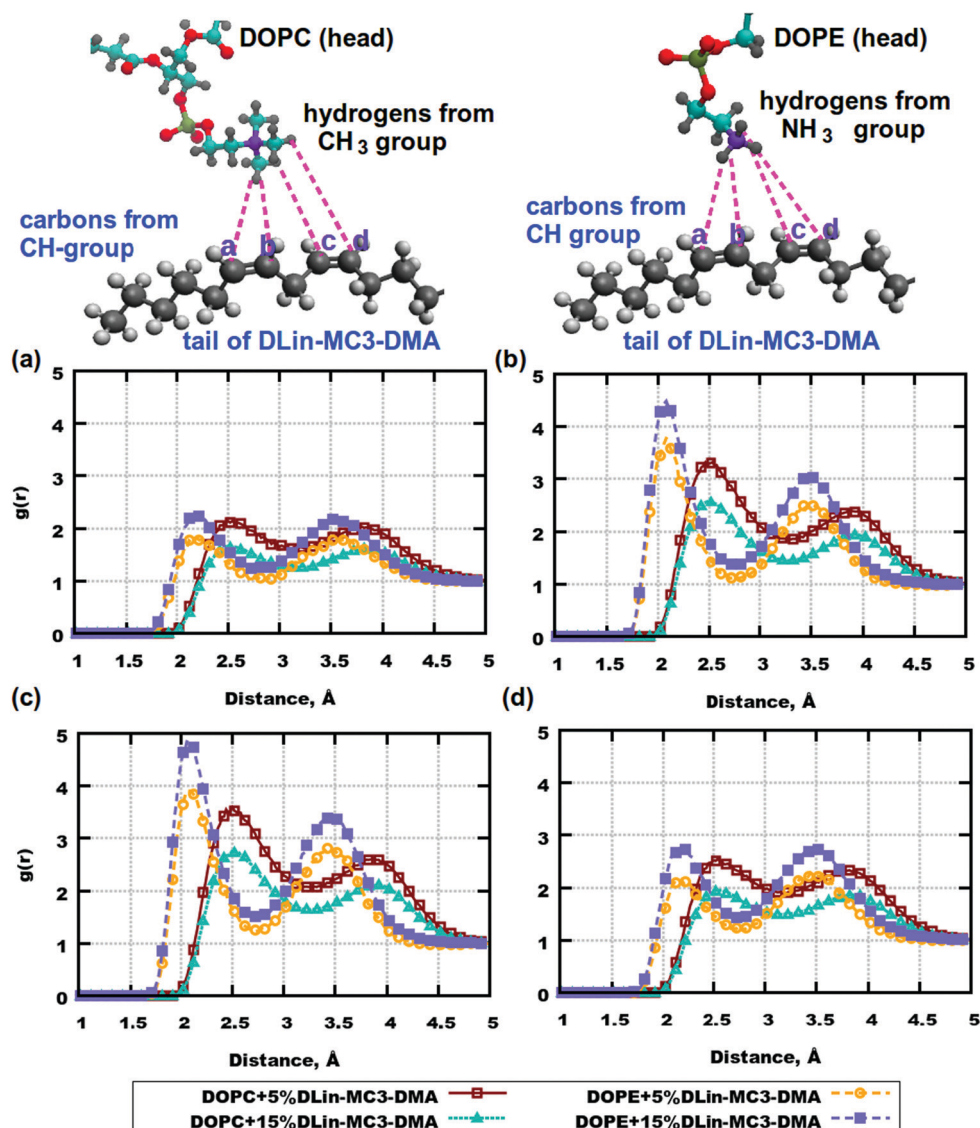 DOPC (head)
hydrogens from
CH 3 group
carbons from
CH-group
a b c d
tail of DLin-MC3-DMA
DOPE (head)
hydrogens from
NH 3 group
carbons from
CH group
a b c d
tail of DLin-MC3-DMA
(a)
5
4
3
2
1
0
g(r)
1 1.5 2 2.5 3 3.5 4 4.5 5
Distance, Å
(b)
5
4
3
2
1
0
1 1.5 2 2.5 3 3.5 4 4.5 5
Distance, Å
(c)
5
4
3
2
1
0
g(r)
1 1.5 2 2.5 3 3.5 4 4.5 5
Distance, Å
(d)
5
4
3
2
1
0
1 1.5 2 2.5 3 3.5 4 4.5 5
Distance, Å
DOPC+5%DLin-MC3-DMA DOPE+5%DLin-MC3-DMA
DOPC+15%DLin-MC3-DMA DOPE+15%DLin-MC3-DMA